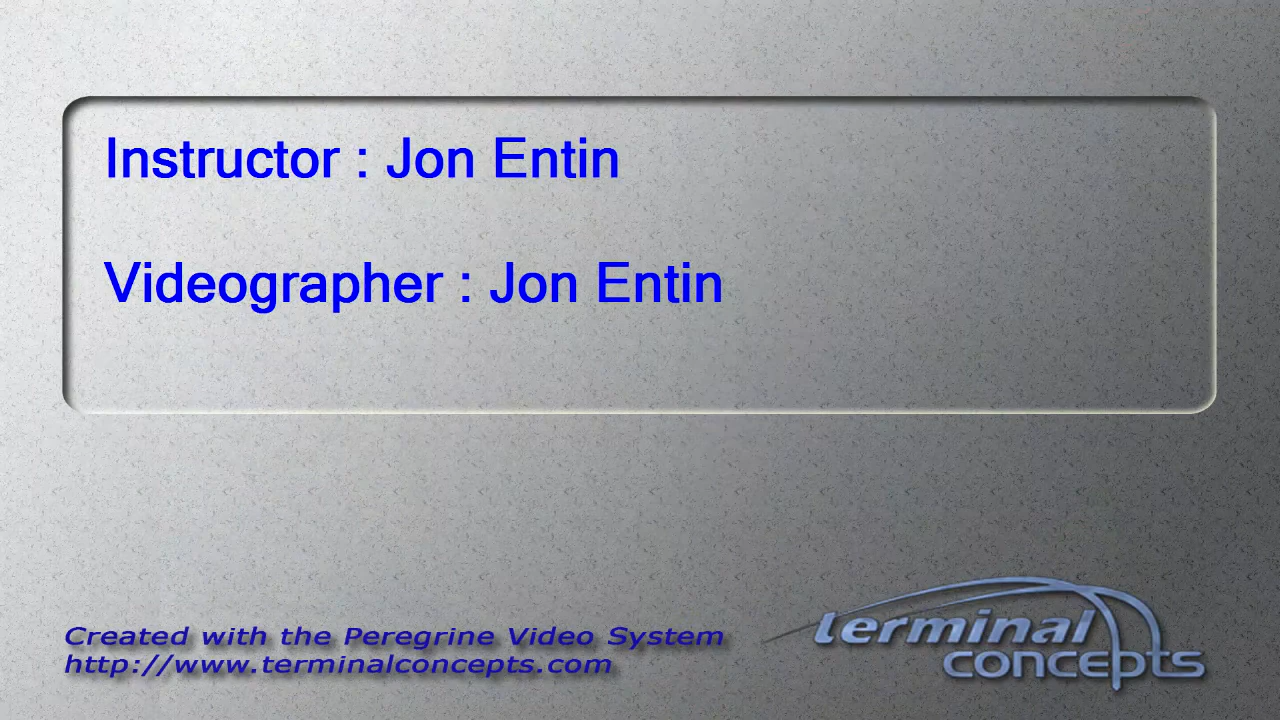 Instructor : Jon Entin
Videographer : Jon Entin
Created with the Peregrine Video System
http://www.terminalconcepts.com
terminal
concepts